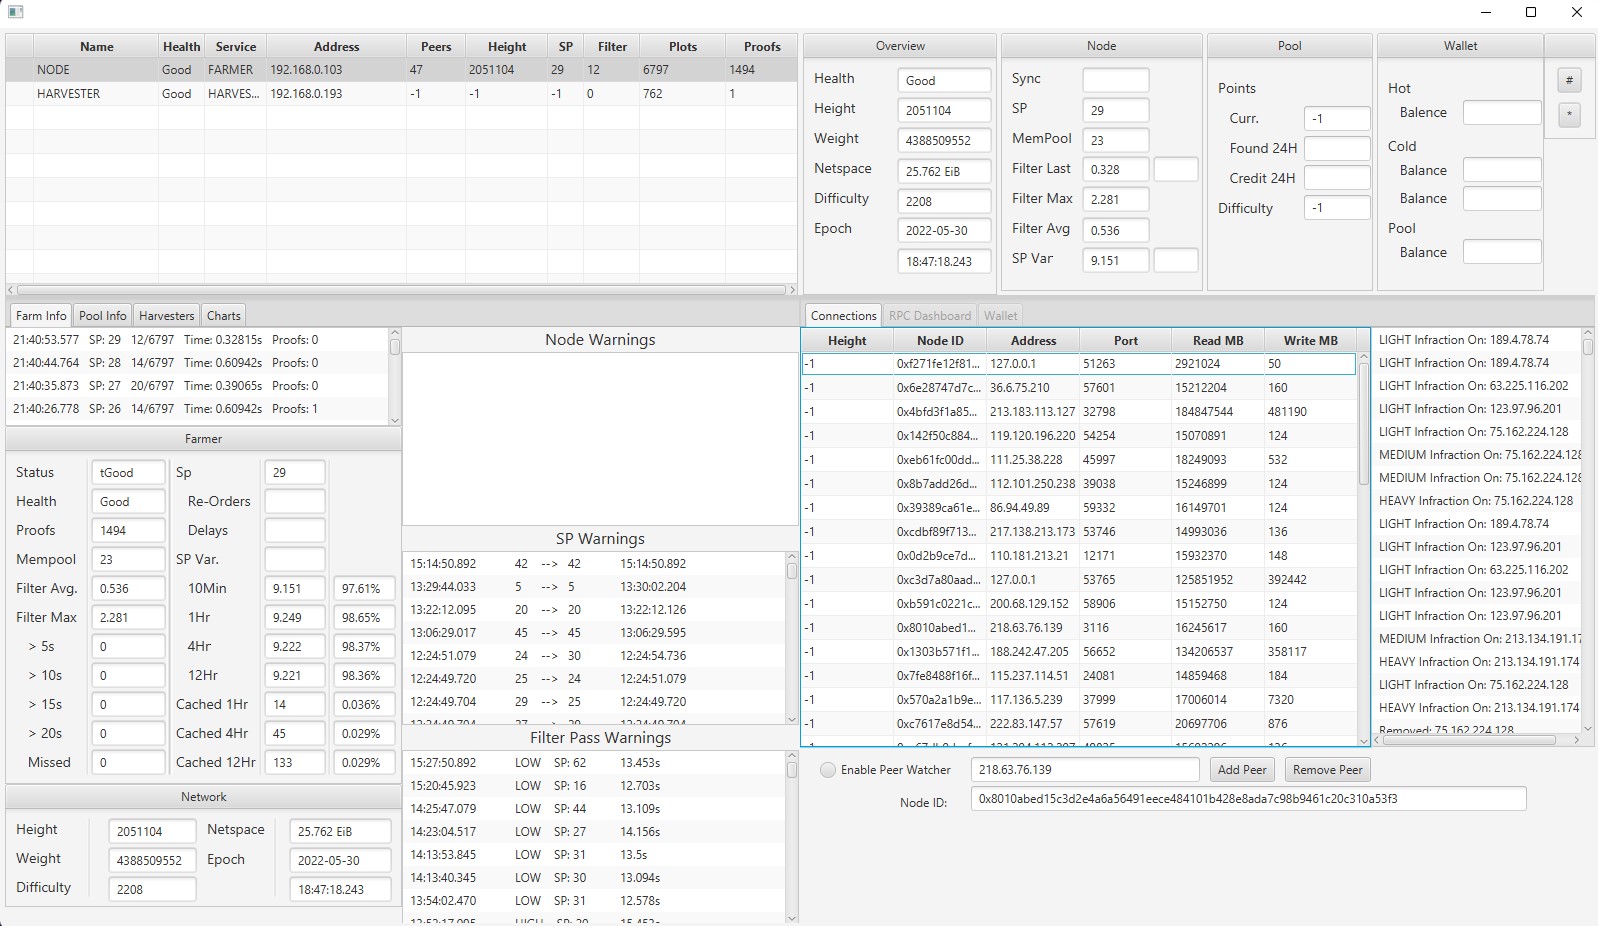 Name Health Service Address Peers Height SP Filter Plots Proofs
NODE Good FARMER 192.168.0.103 47 2051104 29 12 6797 1494
HARVESTER Good HARVES... 192.168.0.193 -1 -1 -1 0 762 1
Overview
Health Good
Height 2051104
Weight 4388509552
Netspace 25.762 EiB
Difficulty 2208
Epoch 2022-05-30
18:47:18.243
Node
Sync
SP 29
MemPool 23
Filter Last 0.328
Filter Max 2.281
Filter Avg 0.536
SP Var 9.151
Pool
Points
Curr. -1
Found 24H
Credit 24H
Difficulty -1
Wallet
Hot
Balence
Cold
Balance
Balance
Pool
Balance
#
*
Farm Info Pool Info Harvesters Charts
21:40:53.577 SP: 29 12/6797 Time: 0.32815s Proofs: 0
21:40:44.764 SP: 28 14/6797 Time: 0.60942s Proofs: 0
21:40:35.873 SP: 27 20/6797 Time: 0.39065s Proofs: 0
21:40:26.778 SP: 26 14/6797 Time: 0.60942s Proofs: 1
Farmer
Status tGood Sp 29
Health Good Re-Orders
Proofs 1494 Delays
Mempool 23 SP Var.
Filter Avg. 0.536 10Min 9.151 97.61%
Filter Max 2.281 1Hr 9.249 98.65%
> 5s 0 4Hr 9.222 98.37%
> 10s 0 12Hr 9.221 98.36%
> 15s 0 Cached 1Hr 14 0.036%
> 20s 0 Cached 4Hr 45 0.029%
Missed 0 Cached 12Hr 133 0.029%
Network
Height 2051104 Netspace 25.762 EiB
Weight 4388509552 Epoch 2022-05-30
Difficulty 2208 18:47:18.243
Node Warnings
SP Warnings
15:14:50.892 42 --> 42 15:14:50.892
13:29:44.033 5 --> 5 13:30:02.204
13:22:12.095 20 --> 20 13:22:12.126
13:06:29.017 45 --> 45 13:06:29.595
12:24:51.079 24 --> 30 12:24:54.736
12:24:49.720 25 --> 24 12:24:51.079
12:24:49.704 29 --> 25 12:24:49.720
Filter Pass Warnings
15:27:50.892 LOW SP: 62 13.453s
15:20:45.923 LOW SP: 16 12.703s
14:25:47.079 LOW SP: 44 13.109s
14:23:04.517 LOW SP: 27 14.156s
14:13:53.845 LOW SP: 31 13.5s
14:13:40.345 LOW SP: 30 13.094s
13:54:02.470 LOW SP: 31 12.578s
Connections RPC Dashboard Wallet
Height Node ID Address Port Read MB Write MB
-1 0xf271fe12f81... 127.0.0.1 51263 2921024 50
-1 0x6e28747d7c... 36.6.75.210 57601 15212204 160
-1 0x4bfd3f1a85... 213.183.113.127 32798 184847544 481190
-1 0x142f50c884... 119.120.196.220 54254 15070891 124
-1 0xeb61fc00dd... 111.25.38.228 45997 18249093 532
-1 0x8b7add26d... 112.101.250.238 39038 15246899 124
-1 0x39389ca61e... 86.94.49.89 59332 16149701 124
-1 0xcdbf89f713... 217.138.213.173 53746 14993036 136
-1 0x0d2b9ce7d... 110.181.213.21 12171 15932370 148
-1 0xc3d7a80aad... 127.0.0.1 53765 125851952 392442
-1 0xb591c0221c... 200.68.129.152 58906 15152750 124
-1 0x8010abed1... 218.63.76.139 3116 16245617 160
-1 0x1303b571f1... 188.242.47.205 56652 134206537 358117
-1 0x7fe8488f16f... 115.237.114.51 24081 14859468 184
-1 0x570a2a1b9e... 117.136.5.239 37999 17006014 7320
-1 0xc7617e8d54... 222.83.147.57 57619 20697706 876
LIGHT Infraction On: 189.4.78.74
LIGHT Infraction On: 189.4.78.74
LIGHT Infraction On: 63.225.116.202
LIGHT Infraction On: 123.97.96.201
LIGHT Infraction On: 75.162.224.128
MEDIUM Infraction On: 75.162.224.128
MEDIUM Infraction On: 75.162.224.128
HEAVY Infraction On: 75.162.224.128
LIGHT Infraction On: 189.4.78.74
LIGHT Infraction On: 123.97.96.201
LIGHT Infraction On: 63.225.116.202
LIGHT Infraction On: 123.97.96.201
LIGHT Infraction On: 123.97.96.201
MEDIUM Infraction On: 213.134.191.17
HEAVY Infraction On: 213.134.191.174
LIGHT Infraction On: 75.162.224.128
HEAVY Infraction On: 213.134.191.174
Removed: 75.162.224.128
Enable Peer Watcher 218.63.76.139 Add Peer Remove Peer
Node ID: 0x8010abed15c3d2e4a6a56491eece484101b428e8ada7c98b9461c20c310a53f3